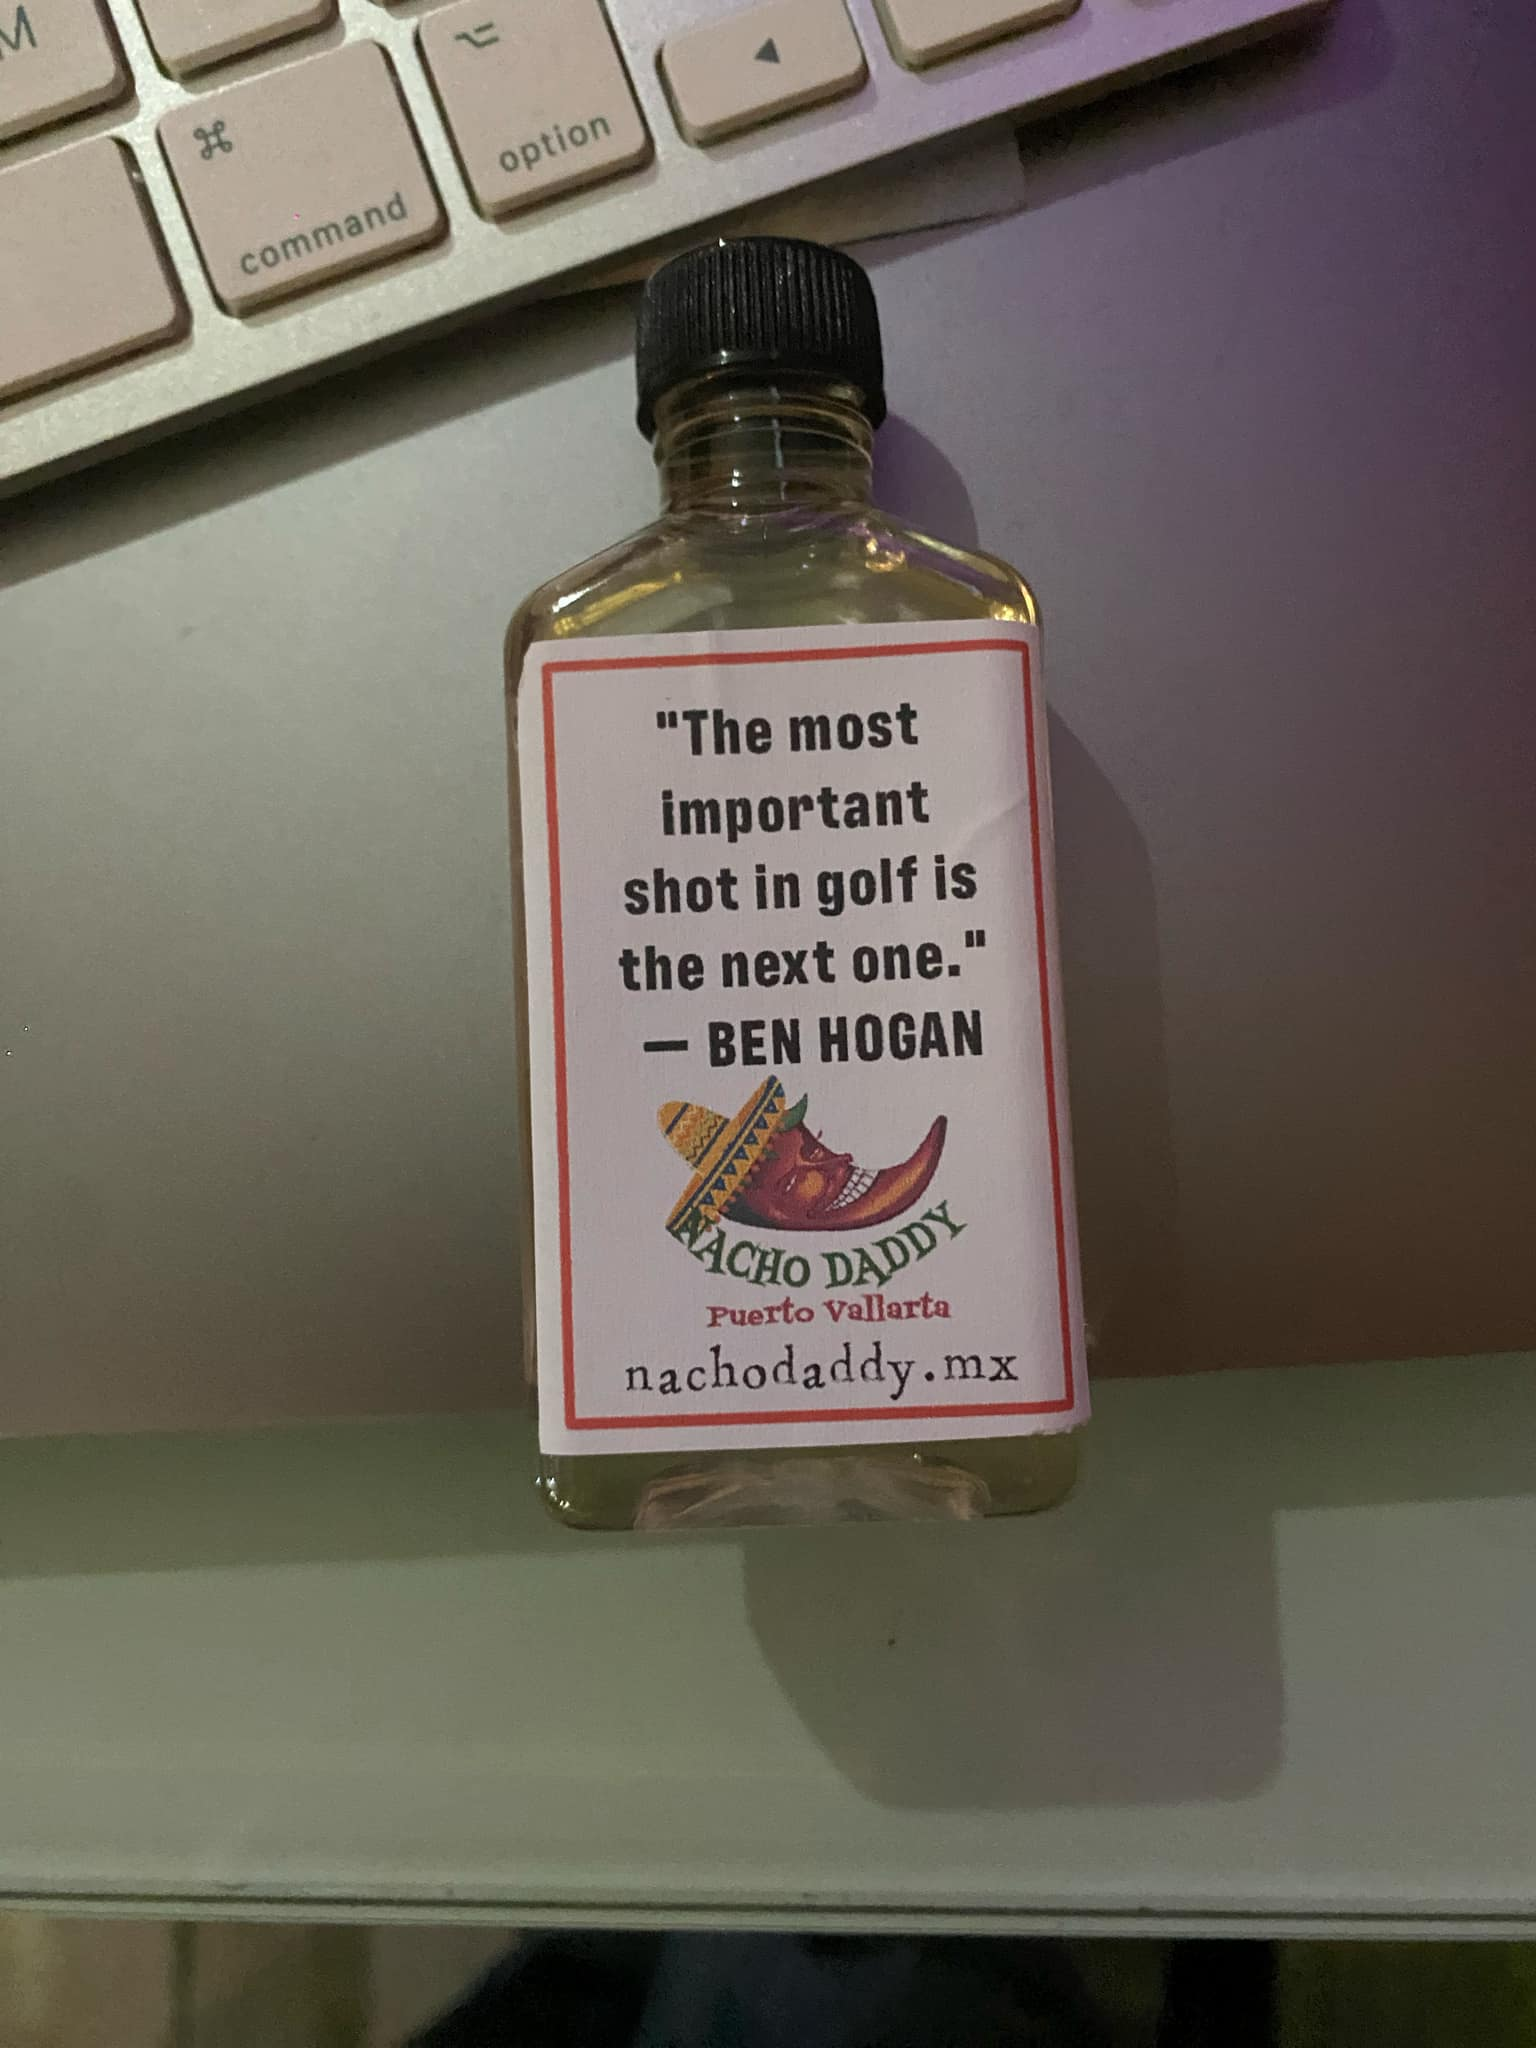 M
⌘
command
⌥
option
◀
"The most
important
shot in golf is
the next one."
— BEN HOGAN
NACHO DADDY
Puerto Vallarta
nachodaddy.mx